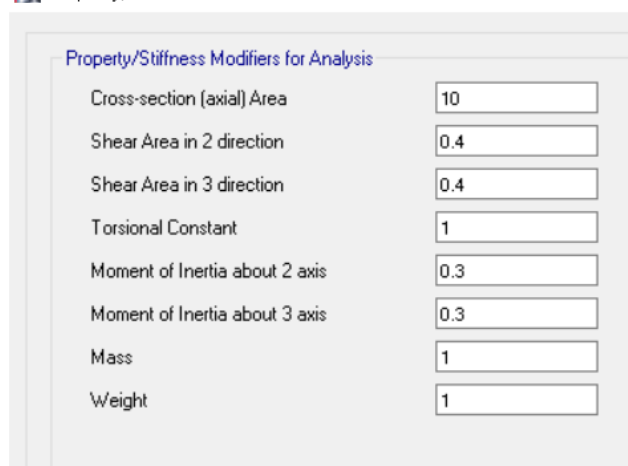 Property/Stiffness Modifiers for Analysis
Cross-section (axial) Area 10
Shear Area in 2 direction 0.4
Shear Area in 3 direction 0.4
Torsional Constant 1
Moment of Inertia about 2 axis 0.3
Moment of Inertia about 3 axis 0.3
Mass 1
Weight 1